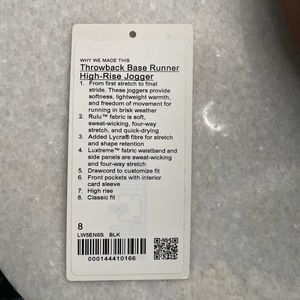 WHY WE MADE THIS
Throwback Base Runner
High-Rise Jogger
1. From first stretch to final
stride. These joggers provide
softness, lightweight warmth,
and freedom of movement for
running in brisk weather
2. Rulu™ fabric is soft,
sweat-wicking, four-way
stretch, and quick-drying
3. Added Lycra® fibre for stretch
and shape retention
4. Luxtreme™ fabric waistband and
side panels are sweat-wicking
and four-way stretch
5. Drawcord to customize fit
6. Front pockets with interior
card sleeve
7. High rise
8. Classic fit
8
LW5EN6S BLK
000144410166